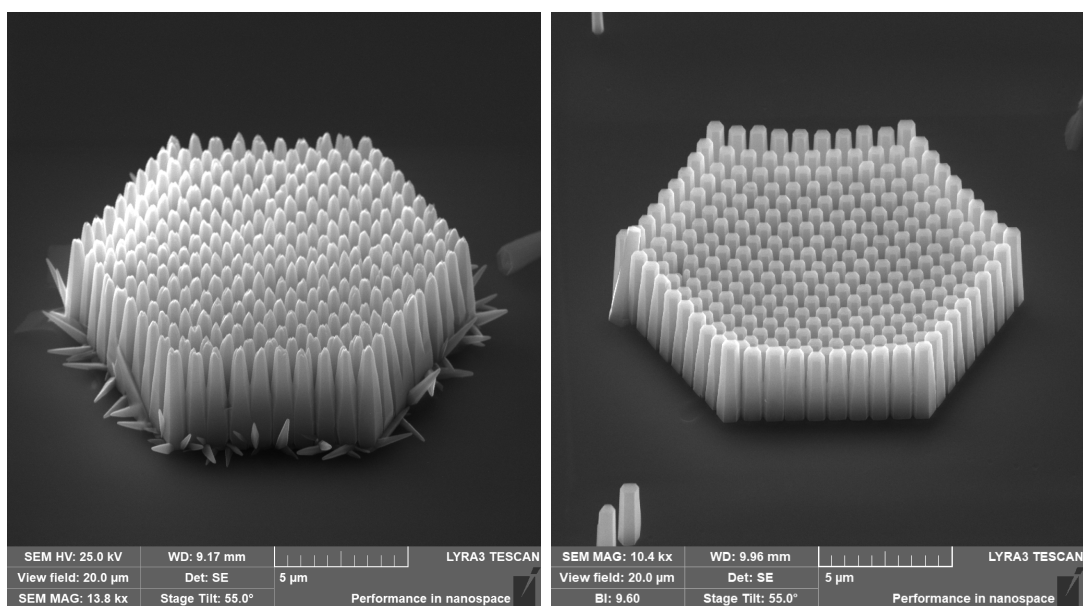 SEM HV: 25.0 kV WD: 9.17 mm LYRA3 TESCAN
View field: 20.0 µm Det: SE 5 µm
SEM MAG: 13.8 kx Stage Tilt: 55.0° Performance in nanospace
SEM MAG: 10.4 kx WD: 9.96 mm LYRA3 TESCAN
View field: 20.0 µm Det: SE 5 µm
BI: 9.60 Stage Tilt: 55.0° Performance in nanospace